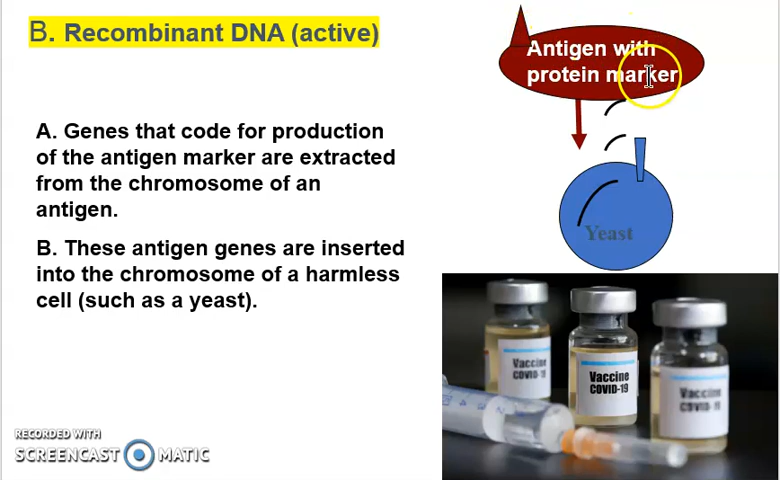 B. Recombinant DNA (active)
Antigen with
protein marker
A. Genes that code for production
of the antigen marker are extracted
from the chromosome of an
antigen.
B. These antigen genes are inserted
into the chromosome of a harmless
cell (such as a yeast).
Yeast
Vaccine
COVID-19
Vaccine
COVID-19
Vaccine
COVID-19
RECORDED WITH
SCREENCAST MATIC